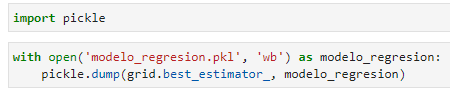 import pickle
with open('modelo_regresion.pkl', 'wb') as modelo_regresion:
    pickle.dump(grid.best_estimator_, modelo_regresion)